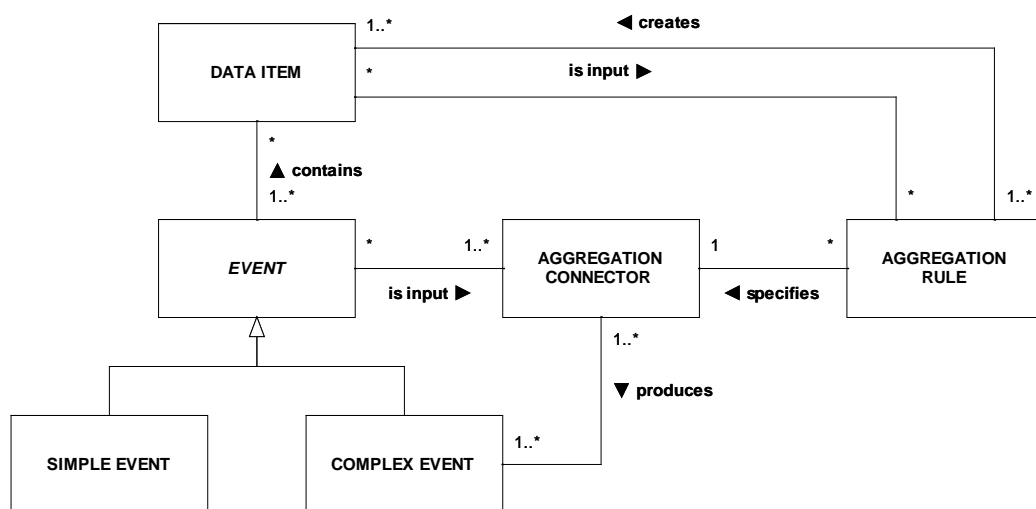 1..*
◄ creates
DATA ITEM
*
is input ►
*
▲ contains
1..*
*
1..*
EVENT
*
1..*
AGGREGATION
CONNECTOR
1
*
AGGREGATION
RULE
is input ►
◄ specifies
1..*
▼ produces
SIMPLE EVENT
COMPLEX EVENT
1..*